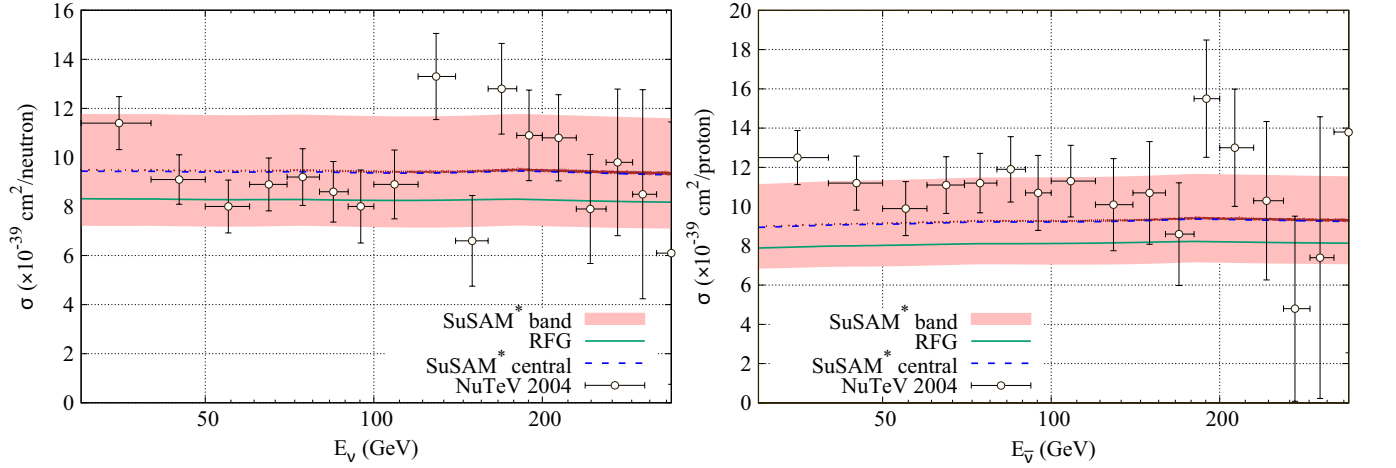 16
14
12
10
8
6
4
2
0
σ (×10⁻³⁹ cm²/neutron)
SuSAM* band
RFG
SuSAM* central
NuTeV 2004
50
100
200
E_ν (GeV)
20
18
16
14
12
10
8
6
4
2
0
σ (×10⁻³⁹ cm²/proton)
SuSAM* band
RFG
SuSAM* central
NuTeV 2004
50
100
200
E_ν̅ (GeV)